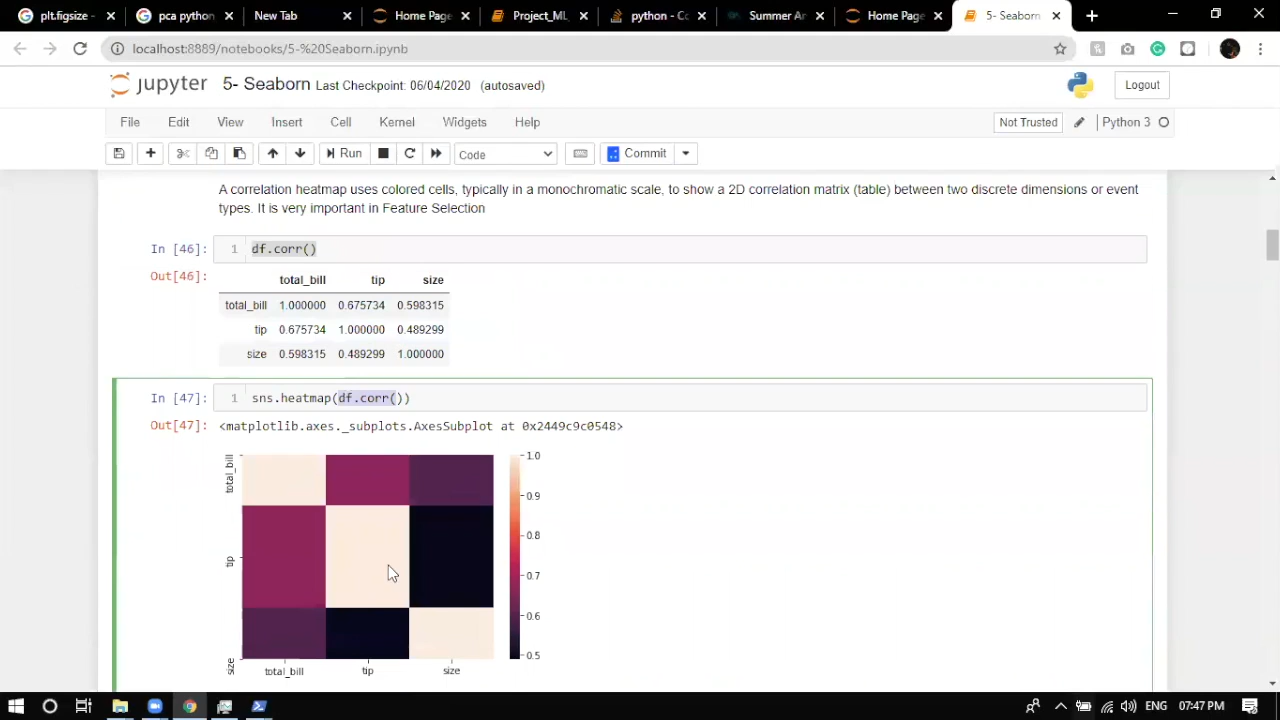 plt.figsize
pca python
New Tab
Home Page
Project_ML
python - Co
Summer Ar
Home Page
5- Seaborn
localhost:8889/notebooks/5-%20Seaborn.ipynb
jupyter 5- Seaborn Last Checkpoint: 06/04/2020 (autosaved)
Logout
File Edit View Insert Cell Kernel Widgets Help
Not Trusted
Python 3
Run
Code
Commit
A correlation heatmap uses colored cells, typically in a monochromatic scale, to show a 2D correlation matrix (table) between two discrete dimensions or event
types. It is very important in Feature Selection
In [46]: 1 df.corr()
Out[46]:
total_bill tip size
total_bill 1.000000 0.675734 0.598315
tip 0.675734 1.000000 0.489299
size 0.598315 0.489299 1.000000
In [47]: 1 sns.heatmap(df.corr())
Out[47]: <matplotlib.axes._subplots.AxesSubplot at 0x2449c9c0548>
total_bill
tip
size
total_bill tip size
1.0
0.9
0.8
0.7
0.6
0.5
ENG 07:47 PM